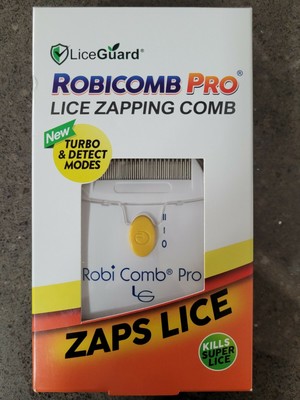 LiceGuard®
ROBICOMB PRO®
LICE ZAPPING COMB
New
TURBO
& DETECT
MODES
II
I
O
Robi Comb® Pro
LG
ZAPS LICE
KILLS
SUPER
LICE